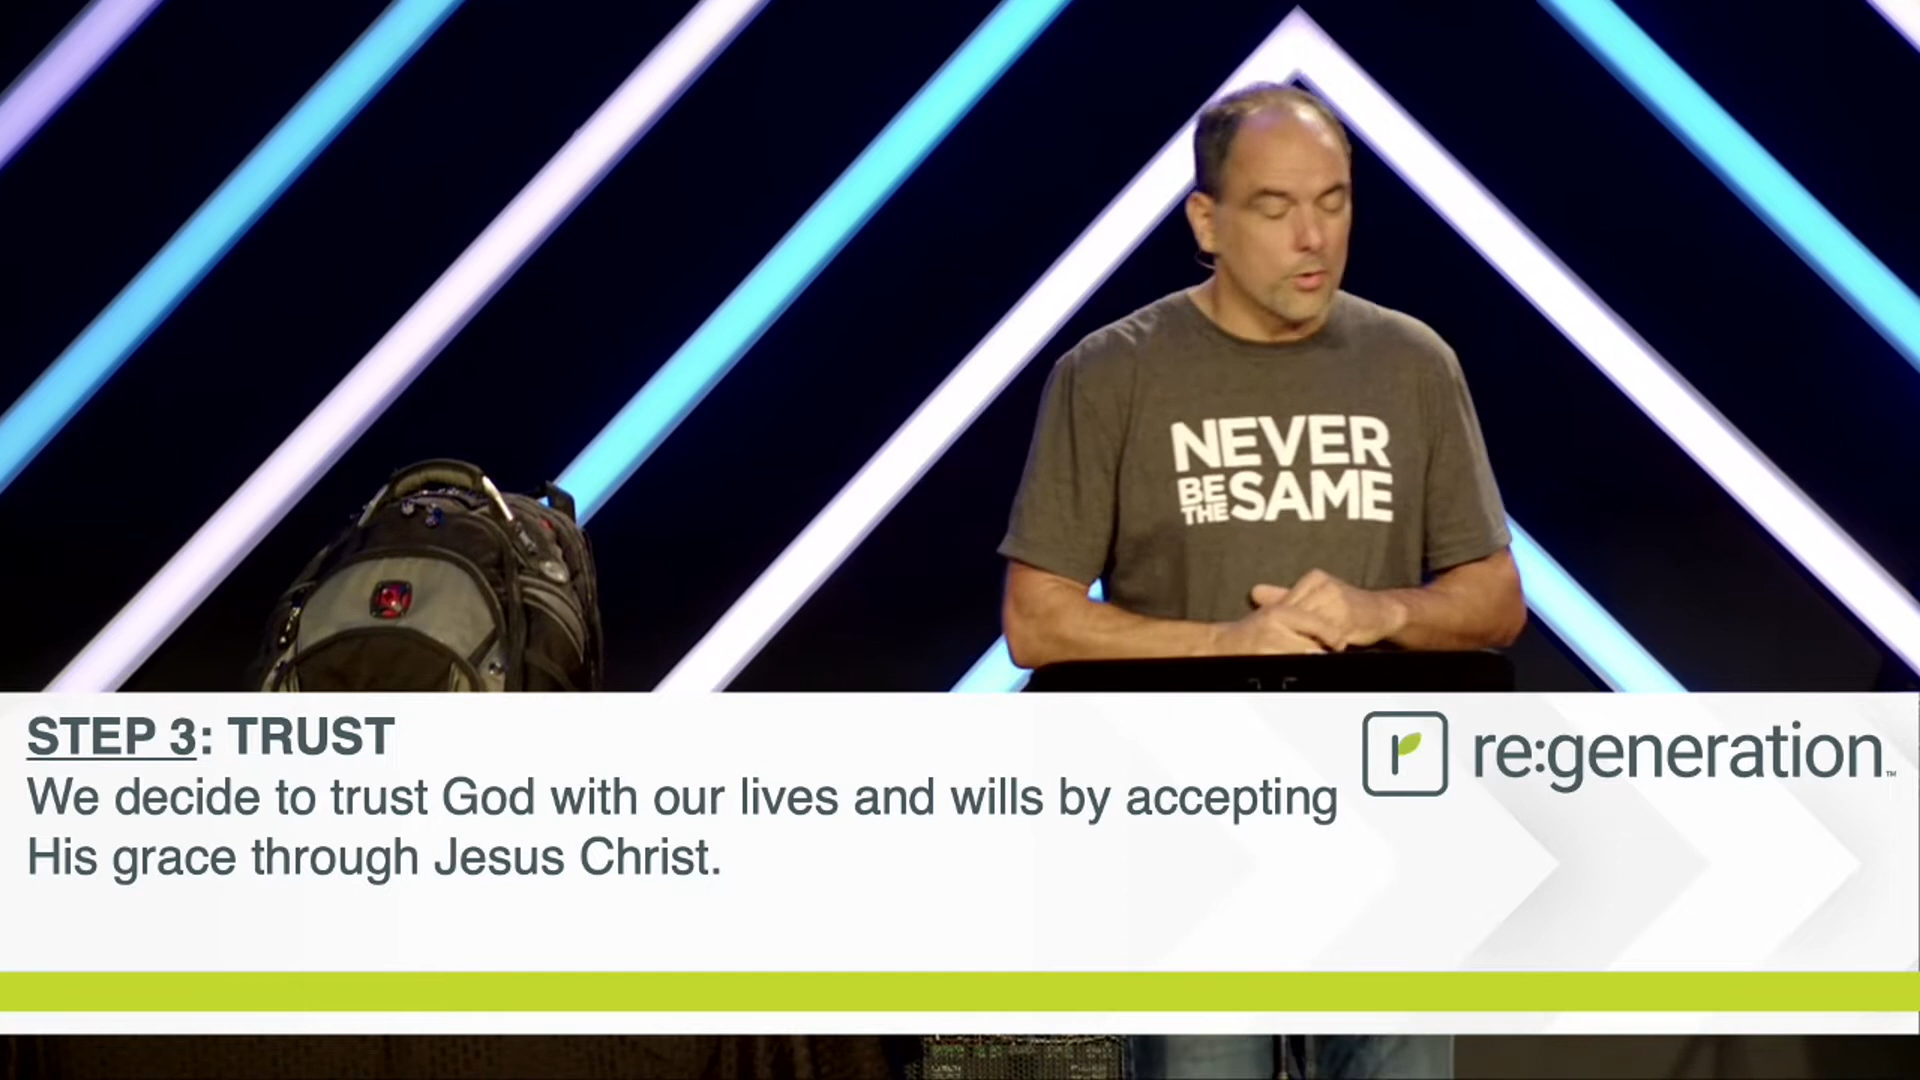 NEVER
BE
THE
SAME
STEP 3: TRUST
We decide to trust God with our lives and wills by accepting
His grace through Jesus Christ.
r
re:generation™